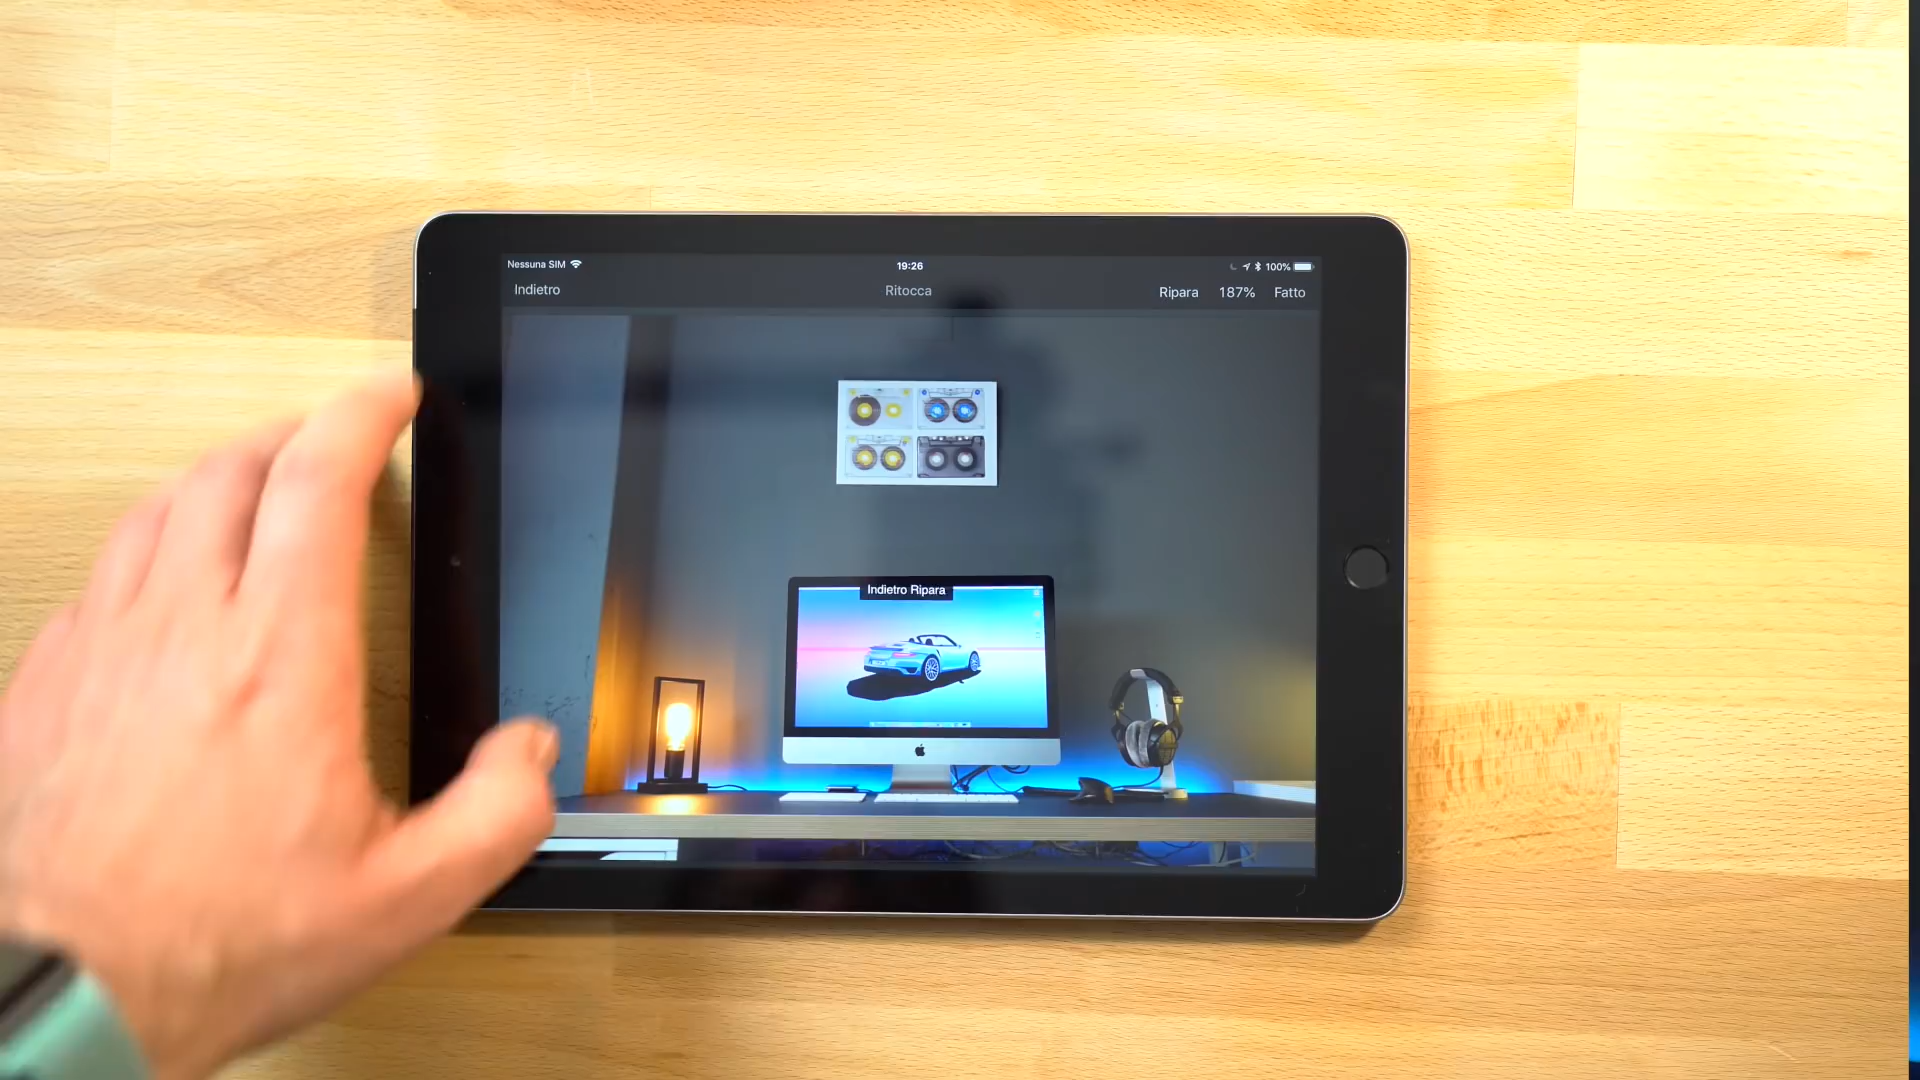 Nessuna SIM 19:26 100%
Indietro Ritocca Ripara 187% Fatto
Indietro Ripara